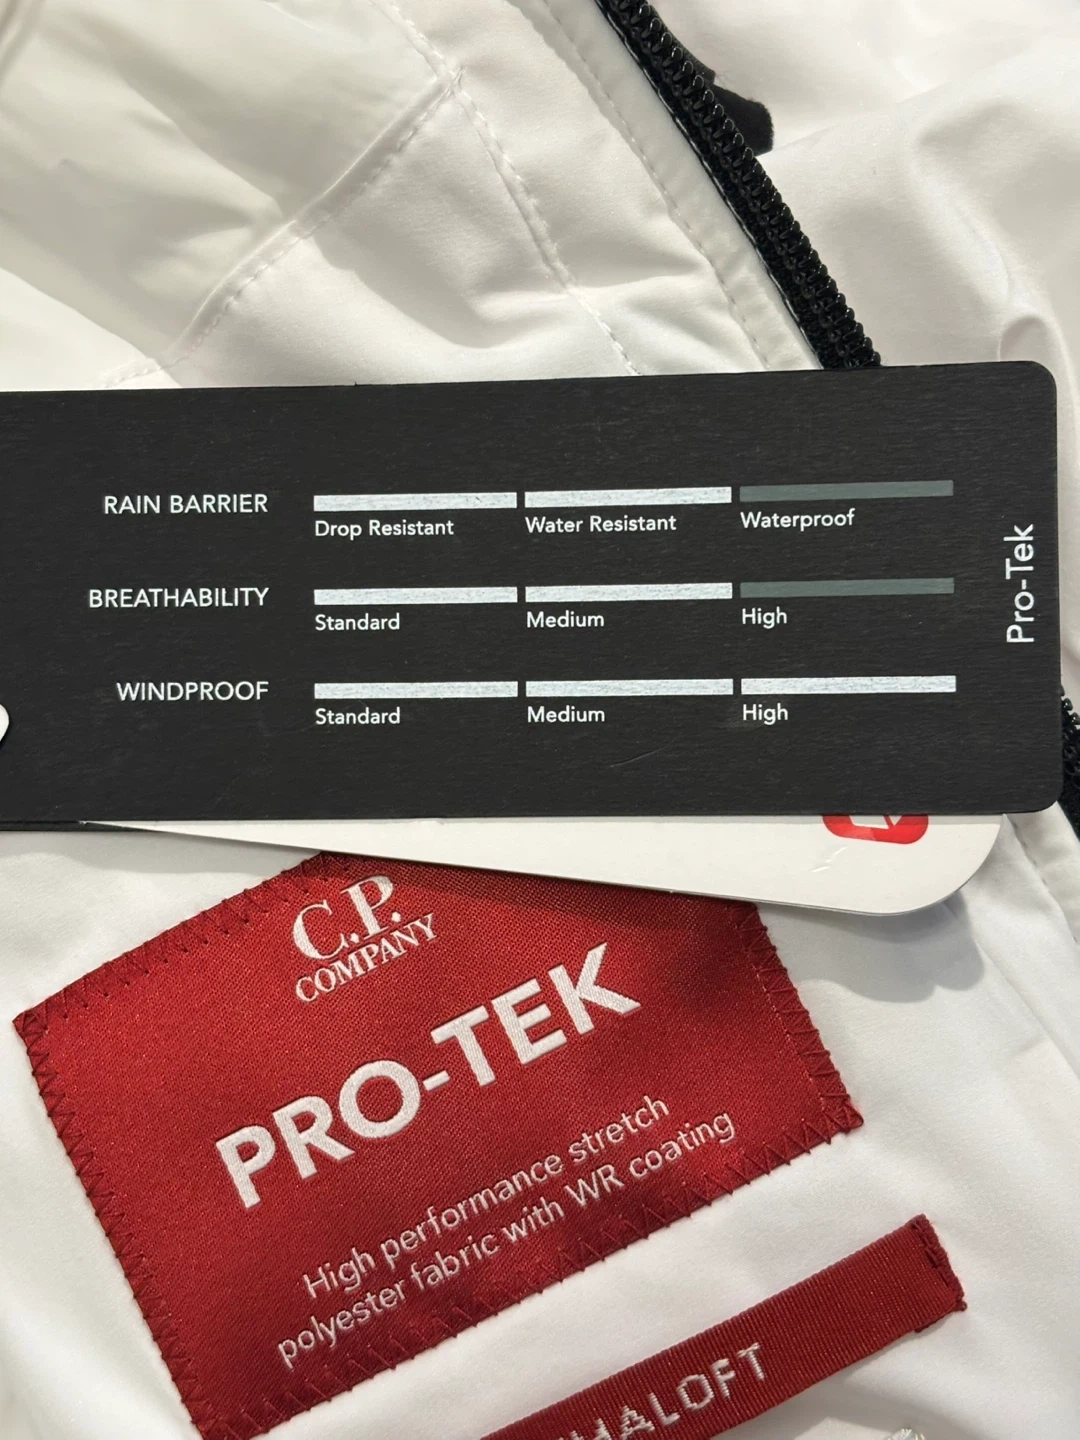 RAIN BARRIER
Drop Resistant Water Resistant Waterproof
BREATHABILITY
Standard Medium High
WINDPROOF
Standard Medium High
Pro-Tek
C.P.
COMPANY
PRO-TEK
High performance stretch
polyester fabric with WR coating